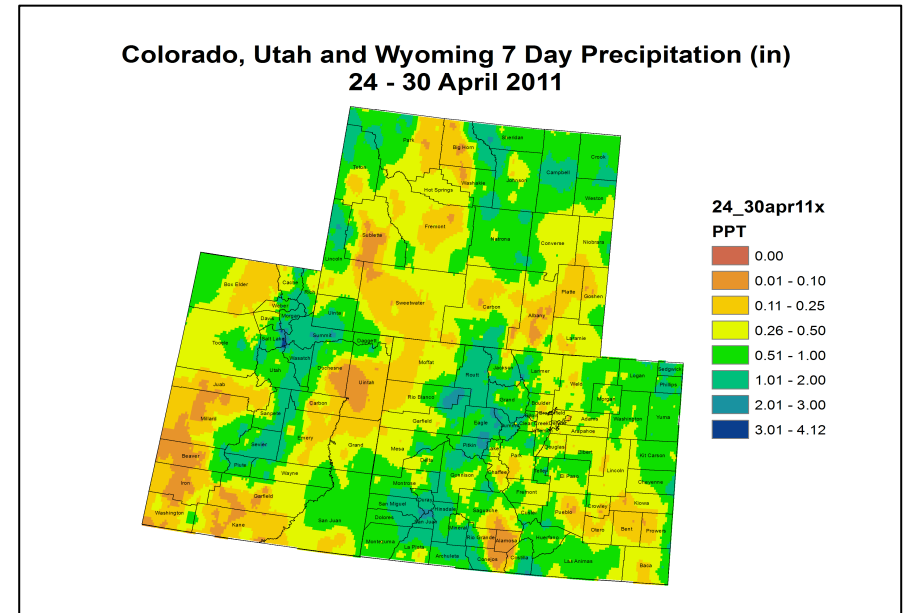 Colorado, Utah and Wyoming 7 Day Precipitation (in)
24 - 30 April 2011
24_30apr11x
PPT
0.00
0.01 - 0.10
0.11 - 0.25
0.26 - 0.50
0.51 - 1.00
1.01 - 2.00
2.01 - 3.00
3.01 - 4.12
Park
Big Horn
Sheridan
Crook
Teton
Washakie
Johnson
Campbell
Weston
Hot Springs
Fremont
Sublette
Natrona
Converse
Niobrara
Lincoln
Sweetwater
Carbon
Albany
Platte
Goshen
Laramie
Box Elder
Cache
Rich
Weber
Morgan
Davis
Salt Lake
Summit
Uinta
Daggett
Tooele
Wasatch
Utah
Duchesne
Uintah
Juab
Carbon
Millard
Sanpete
Emery
Grand
Sevier
Beaver
Piute
Wayne
Iron
Garfield
Washington
Kane
San Juan
Moffat
Routt
Jackson
Larimer
Weld
Logan
Sedgwick
Phillips
Rio Blanco
Grand
Boulder
Morgan
Washington
Yuma
Garfield
Eagle
Adams
Arapahoe
Mesa
Pitkin
Lake
Park
Douglas
Elbert
Kit Carson
Delta
Gunnison
Chaffee
Teller
El Paso
Lincoln
Cheyenne
Montrose
Fremont
Kiowa
San Miguel
Ouray
Hinsdale
Saguache
Custer
Pueblo
Crowley
Dolores
San Juan
Mineral
Rio Grande
Alamosa
Huerfano
Otero
Bent
Prowers
Montezuma
La Plata
Archuleta
Conejos
Costilla
Las Animas
Baca